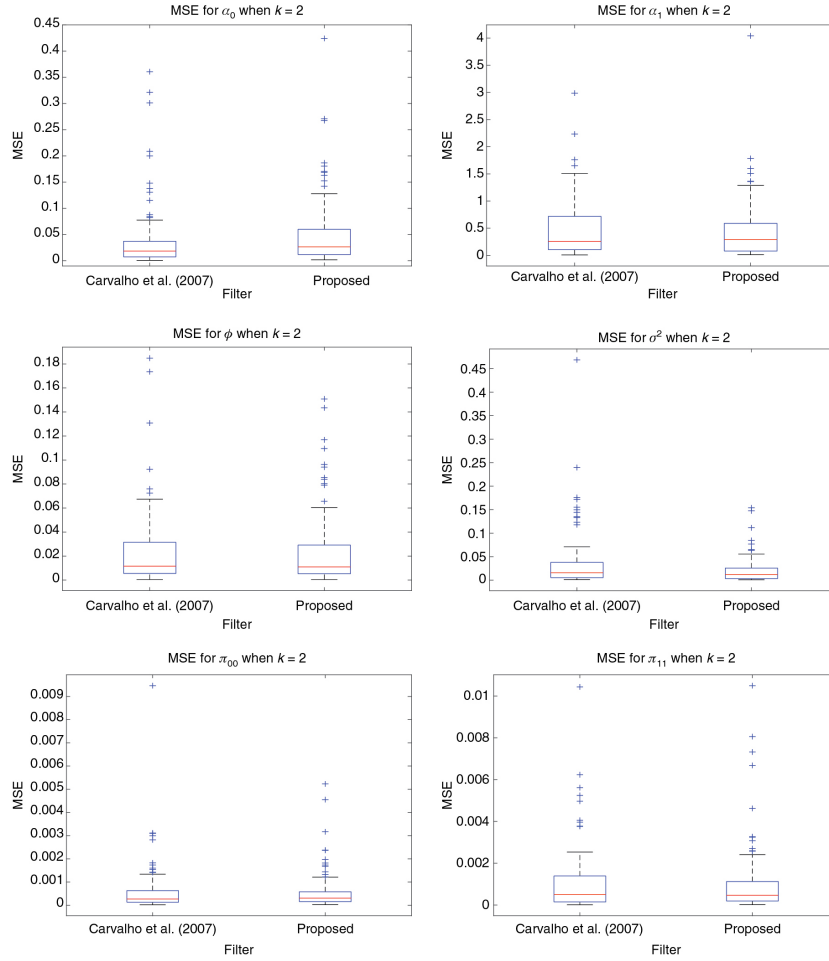 MSE for α0 when k = 2
0.45
0.4
0.35
0.3
0.25
0.2
0.15
0.1
0.05
0
MSE
Carvalho et al. (2007)
Proposed
Filter
MSE for α1 when k = 2
4
3.5
3
2.5
2
1.5
1
0.5
0
MSE
Carvalho et al. (2007)
Proposed
Filter
MSE for ϕ when k = 2
0.18
0.16
0.14
0.12
0.1
0.08
0.06
0.04
0.02
0
MSE
Carvalho et al. (2007)
Proposed
Filter
MSE for σ² when k = 2
0.45
0.4
0.35
0.3
0.25
0.2
0.15
0.1
0.05
0
MSE
Carvalho et al. (2007)
Proposed
Filter
MSE for π00 when k = 2
0.009
0.008
0.007
0.006
0.005
0.004
0.003
0.002
0.001
0
MSE
Carvalho et al. (2007)
Proposed
Filter
MSE for π11 when k = 2
0.01
0.008
0.006
0.004
0.002
0
MSE
Carvalho et al. (2007)
Proposed
Filter